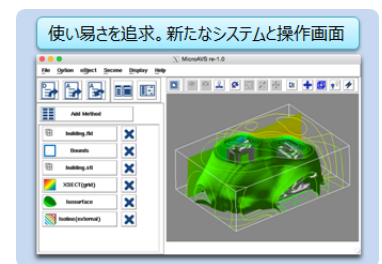 使い易さを追求。新たなシステムと操作画面
MicroAVS re-1.0
File Option oBject Secene Display Help
Add Method
building.fld
Bounds
building.stl
XSECT(grid)
Isosurface
Isoline(external)